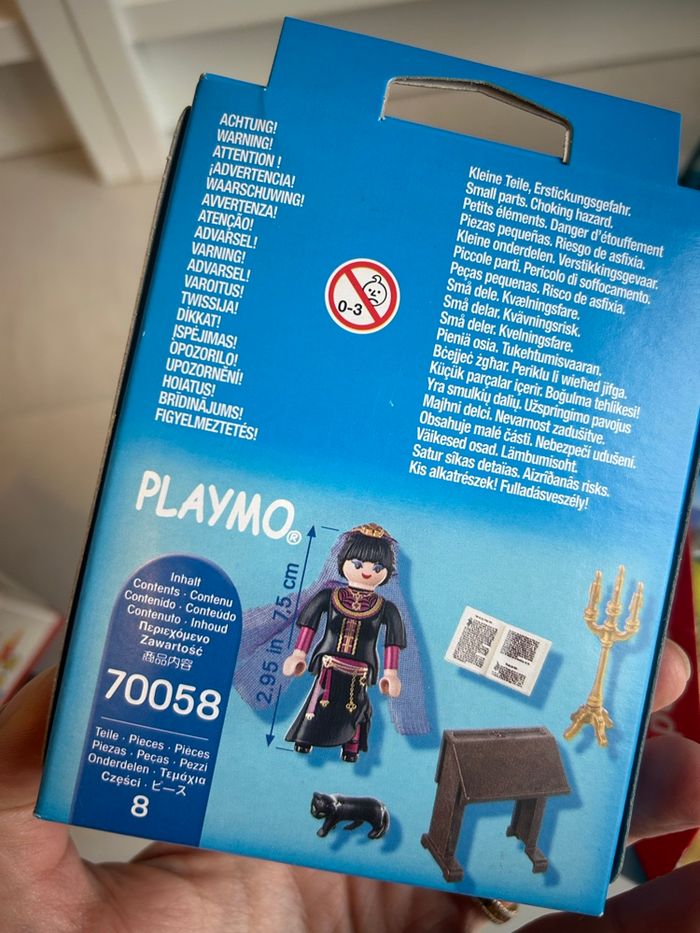 ACHTUNG!
WARNING!
ATTENTION !
¡ADVERTENCIA!
WAARSCHUWING!
AVVERTENZA!
ATENÇÃO!
ADVARSEL!
VARNING!
ADVARSEL!
VAROITUS!
TWISSIJA!
DİKKAT!
ĮSPĖJIMAS!
OPOZORILO!
UPOZORNĚNÍ!
HOIATUS!
BRĪDINĀJUMS!
FIGYELMEZTETÉS!
0-3
Kleine Teile, Erstickungsgefahr.
Small parts. Choking hazard.
Petits éléments. Danger d'étouffement
Piezas pequeñas. Riesgo de asfixia.
Kleine onderdelen. Verstikkingsgevaar.
Piccole parti. Pericolo di soffocamento.
Peças pequenas. Risco de asfixia.
Små dele. Kvælningsfare.
Små delar. Kvävningsrisk.
Små deler. Kvelningsfare.
Pieniä osia. Tukehtumisvaaran.
Bċejjeċ żgħar. Periklu li wieħed jifga.
Küçük parçalar içerir. Boğulma tehlikesi!
Yra smulkių dalių. Užspringimo pavojus
Majhni delci. Nevarnost zadušitve.
Obsahuje malé části. Nebezpečí udušení.
Väikesed osad. Lämbumisoht.
Satur sīkas detaļas. Aizrīšanās risks.
Kis alkatrészek! Fulladásveszély!
PLAYMO®
Inhalt
Contents · Contenu
Contenido · Conteúdo
Contenuto · Inhoud
Περιεχόμενο
Zawartość
商品内容
70058
Teile · Pieces · Pièces
Piezas · Peças · Pezzi
Onderdelen · Τεμάχια
Części · ピース
8
2.95 in 7.5 cm